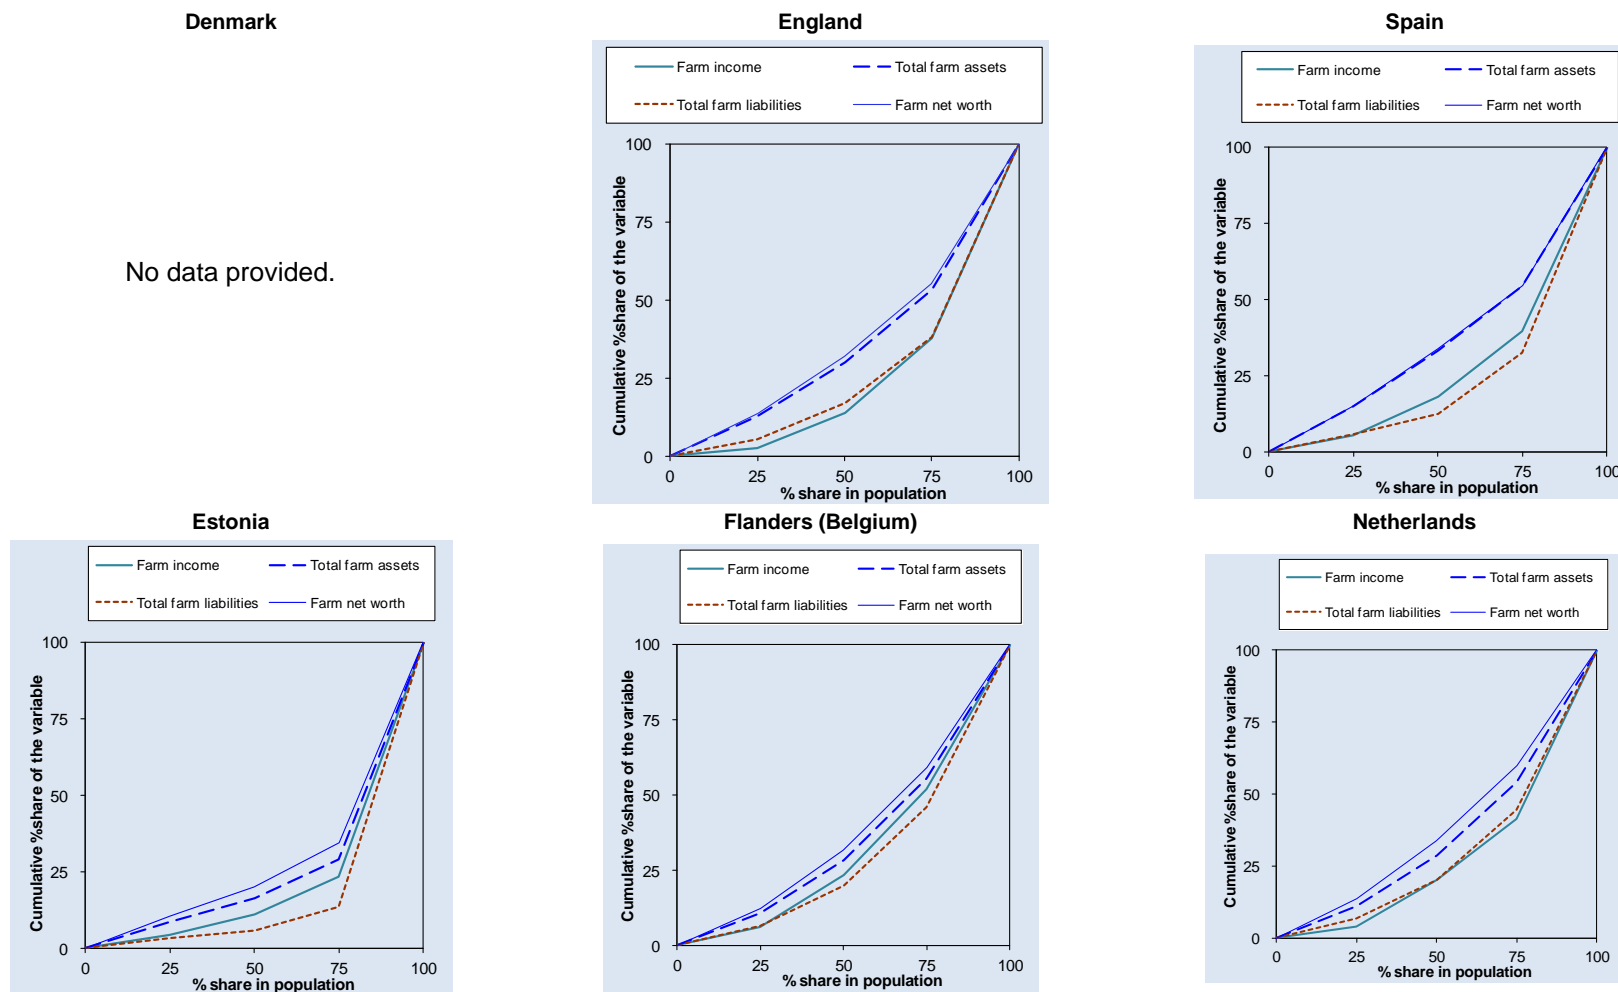 Denmark
No data provided.
England
Farm income
Total farm assets
Total farm liabilities
Farm net worth
Cumulative %share of the variable
100
75
50
25
0
0 25 50 75 100
% share in population
Spain
Farm income
Total farm assets
Total farm liabilities
Farm net worth
Cumulative %share of the variable
100
75
50
25
0
0 25 50 75 100
% share in population
Estonia
Farm income
Total farm assets
Total farm liabilities
Farm net worth
Cumulative %share of the variable
100
75
50
25
0
0 25 50 75 100
% share in population
Flanders (Belgium)
Farm income
Total farm assets
Total farm liabilities
Farm net worth
Cumulative %share of the variable
100
75
50
25
0
0 25 50 75 100
% share in population
Netherlands
Farm income
Total farm assets
Total farm liabilities
Farm net worth
Cumulative %share of the variable
100
75
50
25
0
0 25 50 75 100
% share in population